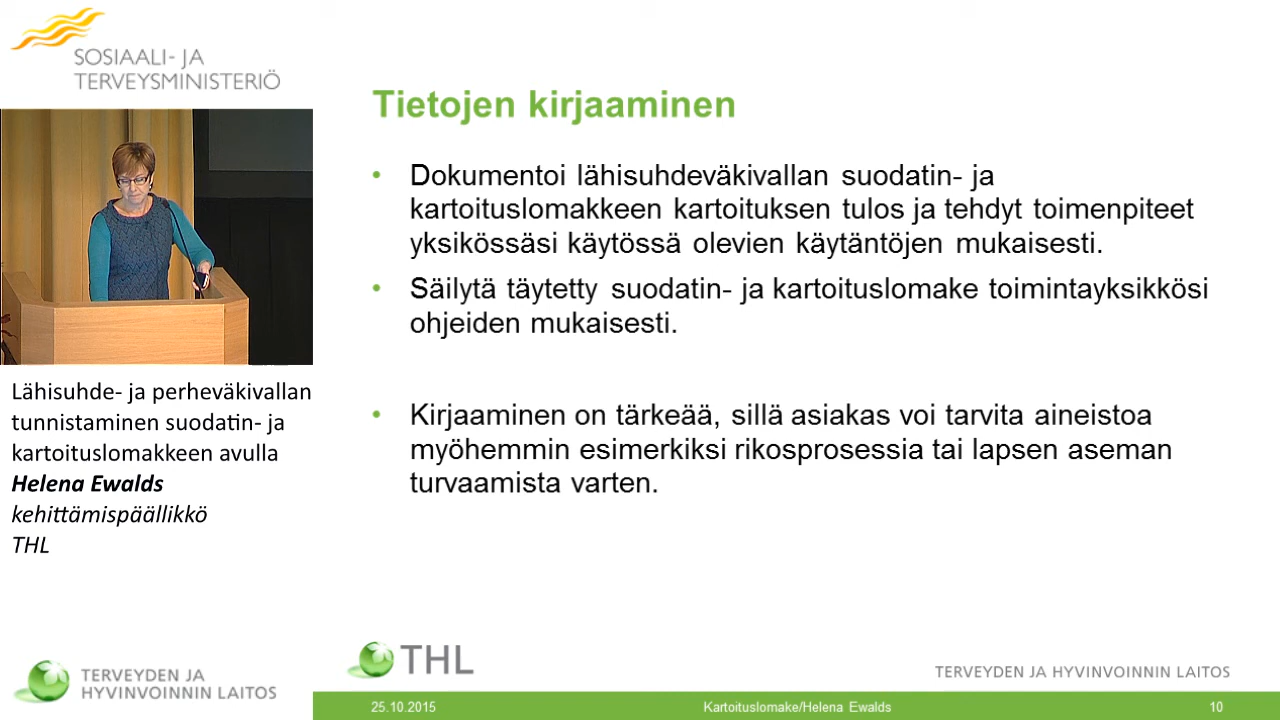 SOSIAALI- JA
TERVEYSMINISTERIÖ
Lähisuhde- ja perheväkivallan
tunnistaminen suodatin- ja
kartoituslomakkeen avulla
Helena Ewalds
kehittämispäällikkö
THL
TERVEYDEN JA
HYVINVOINNIN LAITOS
Tietojen kirjaaminen
• Dokumentoi lähisuhdeväkivallan suodatin- ja
kartoituslomakkeen kartoituksen tulos ja tehdyt toimenpiteet
yksikössäsi käytössä olevien käytäntöjen mukaisesti.
• Säilytä täytetty suodatin- ja kartoituslomake toimintayksikkösi
ohjeiden mukaisesti.
• Kirjaaminen on tärkeää, sillä asiakas voi tarvita aineistoa
myöhemmin esimerkiksi rikosprosessia tai lapsen aseman
turvaamista varten.
THL
TERVEYDEN JA HYVINVOINNIN LAITOS
25.10.2015 Kartoituslomake/Helena Ewalds 10